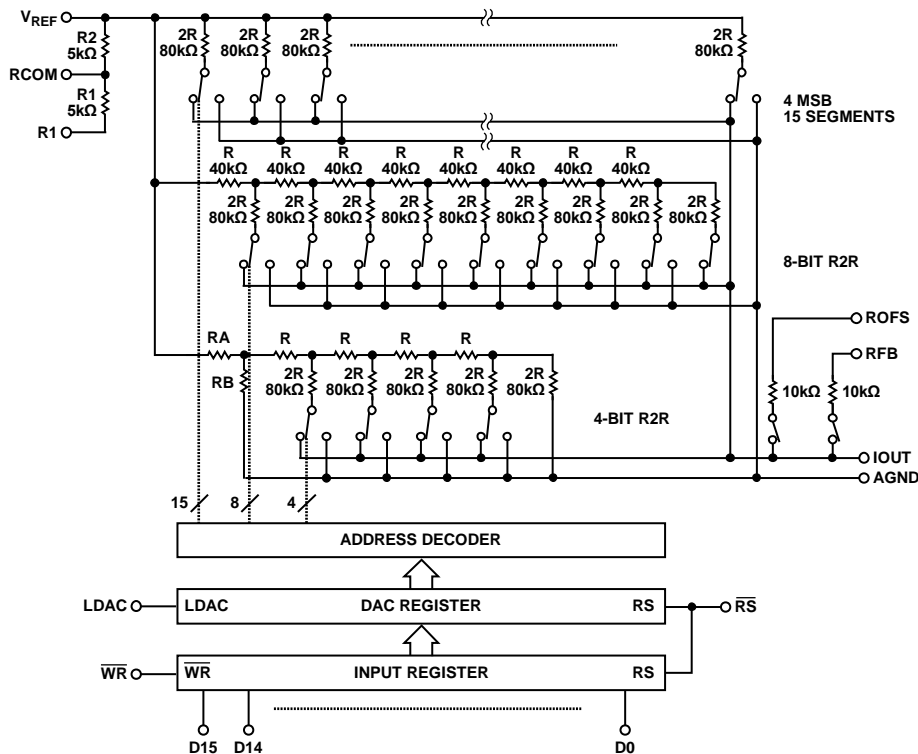 VREF
R2
5kΩ
RCOM
R1
5kΩ
R1
2R 2R 2R 2R
80kΩ 80kΩ 80kΩ 80kΩ
4 MSB
15 SEGMENTS
R R R R R R R R
40kΩ 40kΩ 40kΩ 40kΩ 40kΩ 40kΩ 40kΩ 40kΩ
2R 2R 2R 2R 2R 2R 2R 2R 2R
80kΩ 80kΩ 80kΩ 80kΩ 80kΩ 80kΩ 80kΩ 80kΩ 80kΩ
8-BIT R2R
ROFS
RA R R R R
RFB
RB
2R 2R 2R 2R 2R
80kΩ 80kΩ 80kΩ 80kΩ 80kΩ
10kΩ 10kΩ
4-BIT R2R
IOUT
AGND
15 8 4
ADDRESS DECODER
LDAC LDAC DAC REGISTER RS RS
WR WR INPUT REGISTER RS
D15 D14 D0